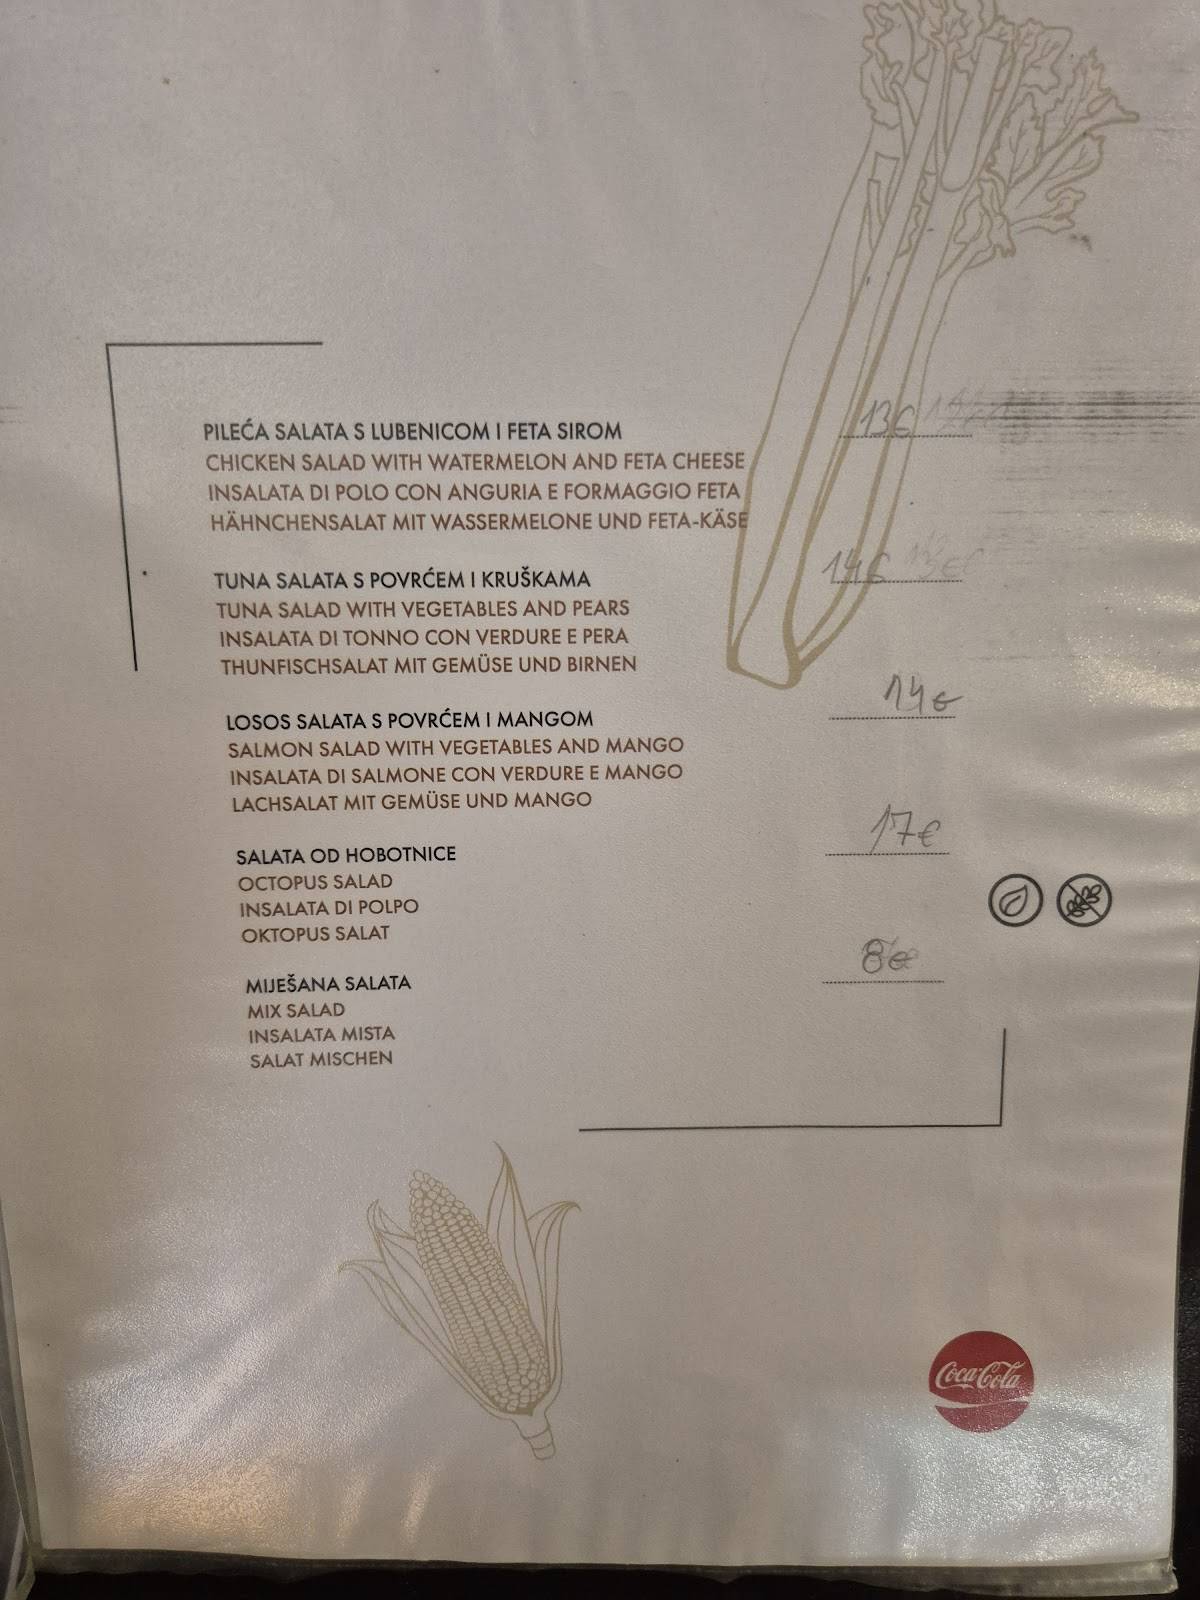 PILEĆA SALATA S LUBENICOM I FETA SIROM 13€
CHICKEN SALAD WITH WATERMELON AND FETA CHEESE
INSALATA DI POLO CON ANGURIA E FORMAGGIO FETA
HÄHNCHENSALAT MIT WASSERMELONE UND FETA-KÄSE
TUNA SALATA S POVRĆEM I KRUŠKAMA 14€
TUNA SALAD WITH VEGETABLES AND PEARS
INSALATA DI TONNO CON VERDURE E PERA
THUNFISCHSALAT MIT GEMÜSE UND BIRNEN
LOSOS SALATA S POVRĆEM I MANGOM 14€
SALMON SALAD WITH VEGETABLES AND MANGO
INSALATA DI SALMONE CON VERDURE E MANGO
LACHSALAT MIT GEMÜSE UND MANGO
SALATA OD HOBOTNICE 17€
OCTOPUS SALAD
INSALATA DI POLPO
OKTOPUS SALAT
MIJEŠANA SALATA 8€
MIX SALAD
INSALATA MISTA
SALAT MISCHEN
Coca-Cola